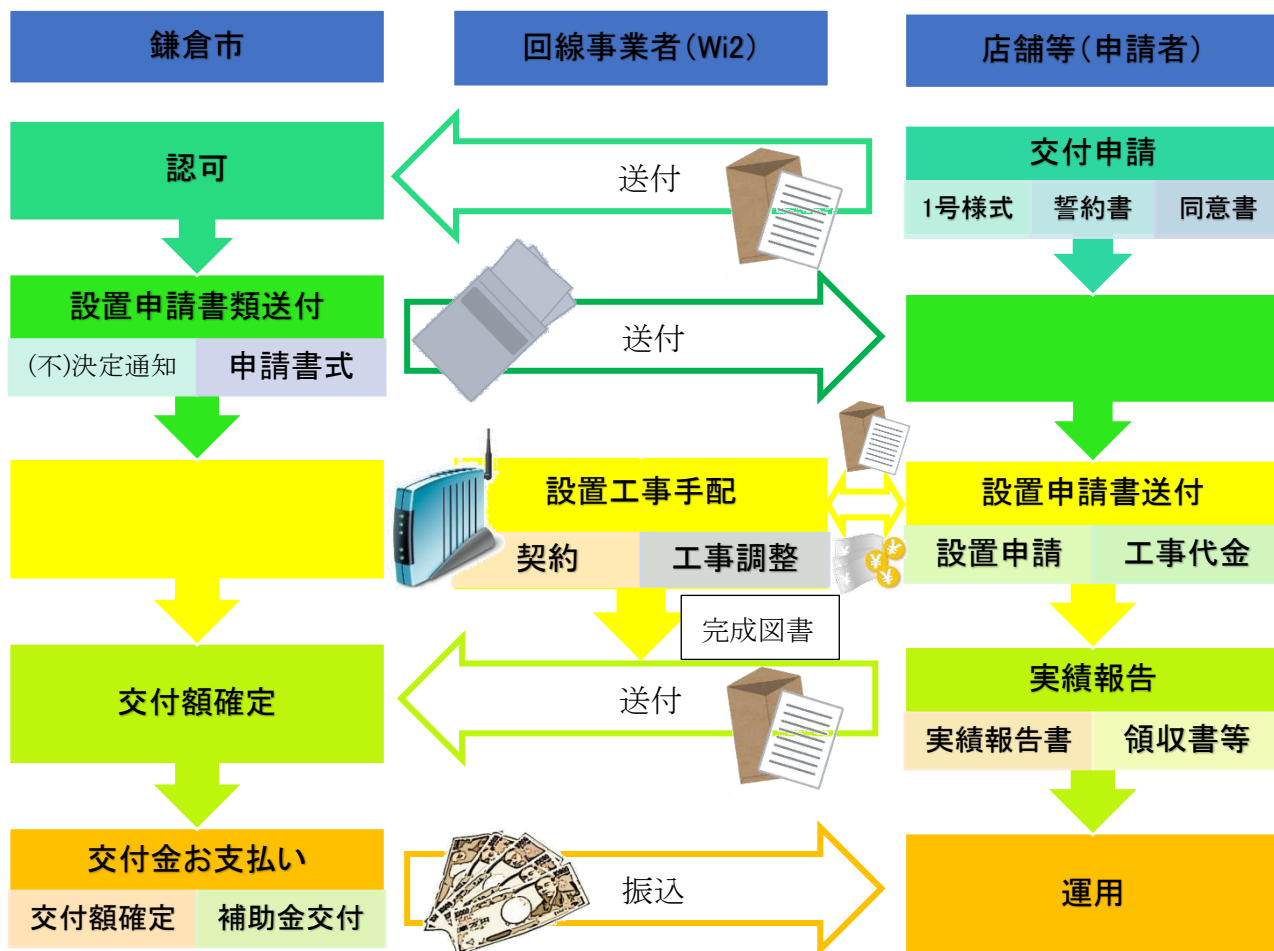 鎌倉市
回線事業者(Wi2)
店舗等(申請者)
認可
送付
交付申請
1号様式 誓約書 同意書
設置申請書類送付
(不)決定通知 申請書式
送付
設置工事手配
契約 工事調整
設置申請書送付
設置申請 工事代金
完成図書
交付額確定
送付
実績報告
実績報告書 領収書等
交付金お支払い
交付額確定 補助金交付
振込
運用